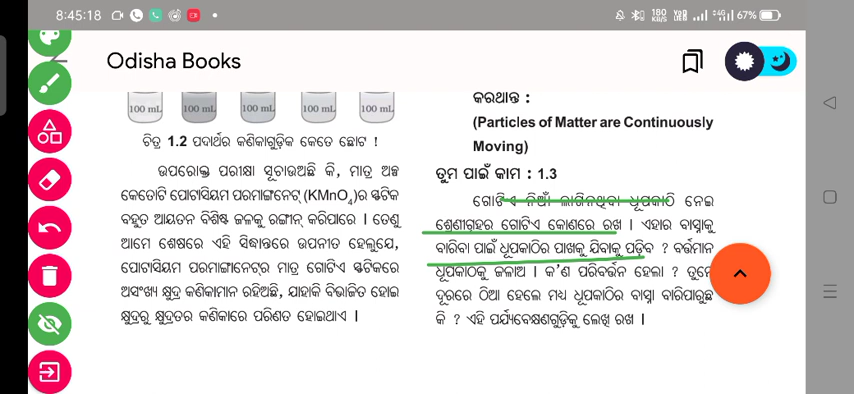 8:45:18
180 KB/S
4G
67%
Odisha Books
100 mL 100 mL 100 mL 100 mL 100 mL
ଚିତ୍ର 1.2 ପଦାର୍ଥର କଣିକାଗୁଡ଼ିକ କେତେ ଛୋଟ !
ଉପରୋକ୍ତ ପରୀକ୍ଷା ସୂଚାଉଅଛି କି, ମାତ୍ର ଅଳ୍ପ
କେତୋଟି ପୋଟାସିୟମ ପରମାଙ୍ଗାନେଟ୍ (KMnO4)ର ସ୍ଫଟିକ
ବହୁତ ଆୟତନ ବିଶିଷ୍ଟ ଜଳକୁ ରଙ୍ଗୀନ୍ କରିପାରେ । ତେଣୁ
ଆମେ ଶେଷରେ ଏହି ସିଦ୍ଧାନ୍ତରେ ଉପନୀତ ହେଲୁଯେ,
ପୋଟାସିୟମ ପରମାଙ୍ଗାନେଟ୍‌ର ମାତ୍ର ଗୋଟିଏ ସ୍ଫଟିକରେ
ଅସଂଖ୍ୟ କ୍ଷୁଦ୍ର କଣିକାମାନ ରହିଅଛି, ଯାହାକି ବିଭାଜିତ ହୋଇ
କ୍ଷୁଦ୍ରରୁ କ୍ଷୁଦ୍ରତର କଣିକାରେ ପରିଣତ ହୋଇଥାଏ ।
କରଥାନ୍ତି :
(Particles of Matter are Continuously
Moving)
ତୁମ ପାଇଁ କାମ : 1.3
ଗୋଟିଏ ନିଆଁ ଲାଗିନଥିବା ଧୂପକାଠି ନେଇ
ଶ୍ରେଣୀଗୃହର ଗୋଟିଏ କୋଣରେ ରଖ । ଏହାର ବାସ୍ନାକୁ
ବାରିବା ପାଇଁ ଧୂପକାଠିର ପାଖକୁ ଯିବାକୁ ପଡ଼ିବ ? ବର୍ତ୍ତମାନ
ଧୂପକାଠିକୁ ଜଳାଅ । କ'ଣ ପରିବର୍ତ୍ତନ ହେଲା ? ତୁମେ
ଦୂରରେ ଠିଆ ହେଲେ ମଧ୍ୟ ଧୂପକାଠିର ବାସ୍ନା ବାରିପାରୁଛ
କି ? ଏହି ପର୍ଯ୍ୟବେକ୍ଷଣଗୁଡ଼ିକୁ ଲେଖି ରଖ ।